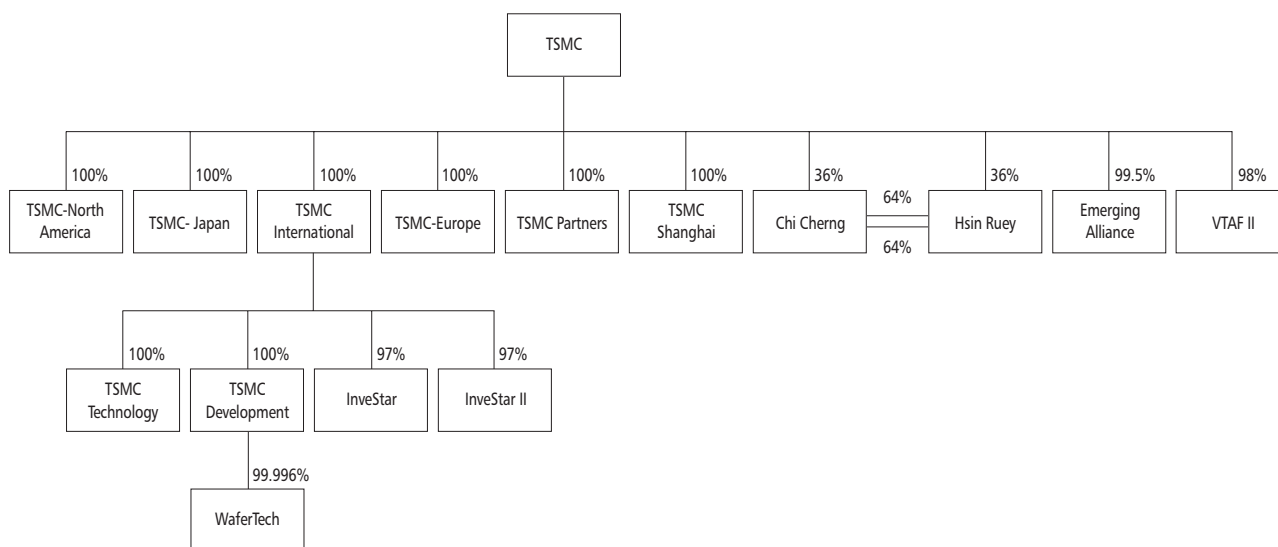 TSMC
100%
100%
100%
100%
100%
100%
36%
36%
99.5%
98%
TSMC-North
America
TSMC- Japan
TSMC
International
TSMC-Europe
TSMC Partners
TSMC
Shanghai
Chi Cherng
64%
64%
Hsin Ruey
Emerging
Alliance
VTAF II
100%
100%
97%
97%
TSMC
Technology
TSMC
Development
InveStar
InveStar II
99.996%
WaferTech